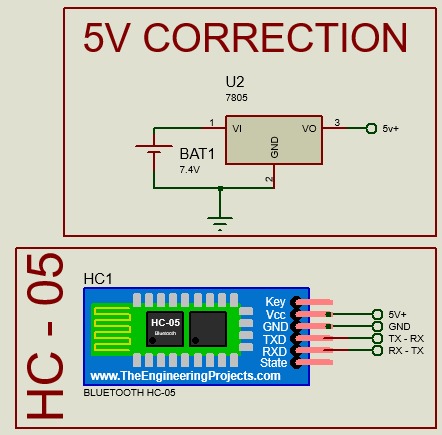 5V CORRECTION
U2
7805
1
VI
VO
3
5v+
GND
2
BAT1
7.4V
HC - 05
HC1
HC-05
Bluetooth
Key
Vcc
GND
TXD
RXD
State
5V+
GND
TX - RX
RX - TX
www.TheEngineeringProjects.com
BLUETOOTH HC-05